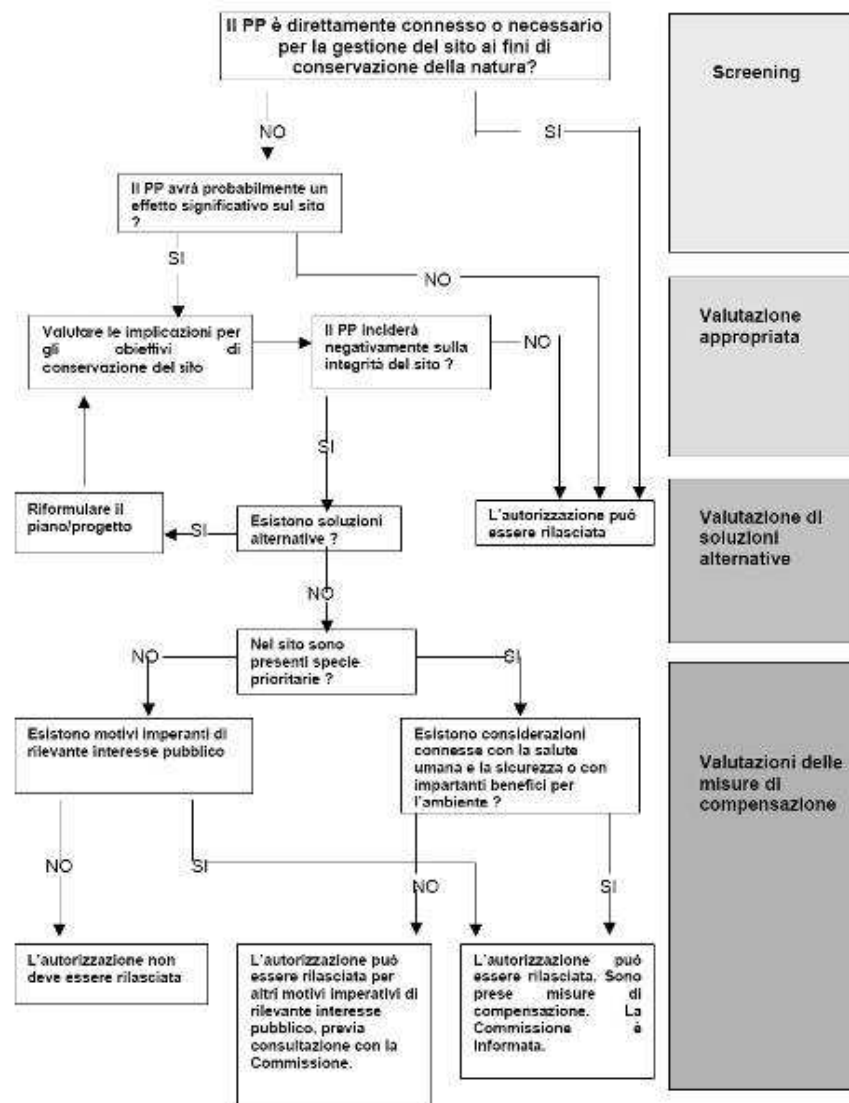 Il PP è direttamente connesso o necessario
per la gestione del sito ai fini di
conservazione della natura?
Screening
NO
SI
Il PP avrà probabilmente un
effetto significativo sul sito
?
SI
NO
Valutare le implicazioni per
gli obiettivi di
conservazione del sito
Il PP inciderà
negativamente sulla
integrità del sito ?
NO
Valutazione
appropriata
SI
Riformulare il
piano/progetto
SI
Esistono soluzioni
alternative ?
L'autorizzazione può
essere rilasciata
Valutazione di
soluzioni
alternative
NO
NO
Nel sito sono
presenti specie
prioritarie ?
SI
Esistono motivi imperanti di
rilevante interesse pubblico
Esistono considerazioni
connesse con la salute
umana e la sicurezza o con
impartanti benefici per
l'ambiente ?
Valutazioni delle
misure di
compensazione
NO
SI
NO
SI
L'autorizzazione non
deve essere rilasciata
L'autorizzazione può
essere rilasciata per
altri motivi imperativi di
rilevante interesse
pubblico, previa
consultazione con la
Commissione.
L'autorizzazione può
essere rilasciata. Sono
prese misure di
compensazione. La
Commissione è
Informata.